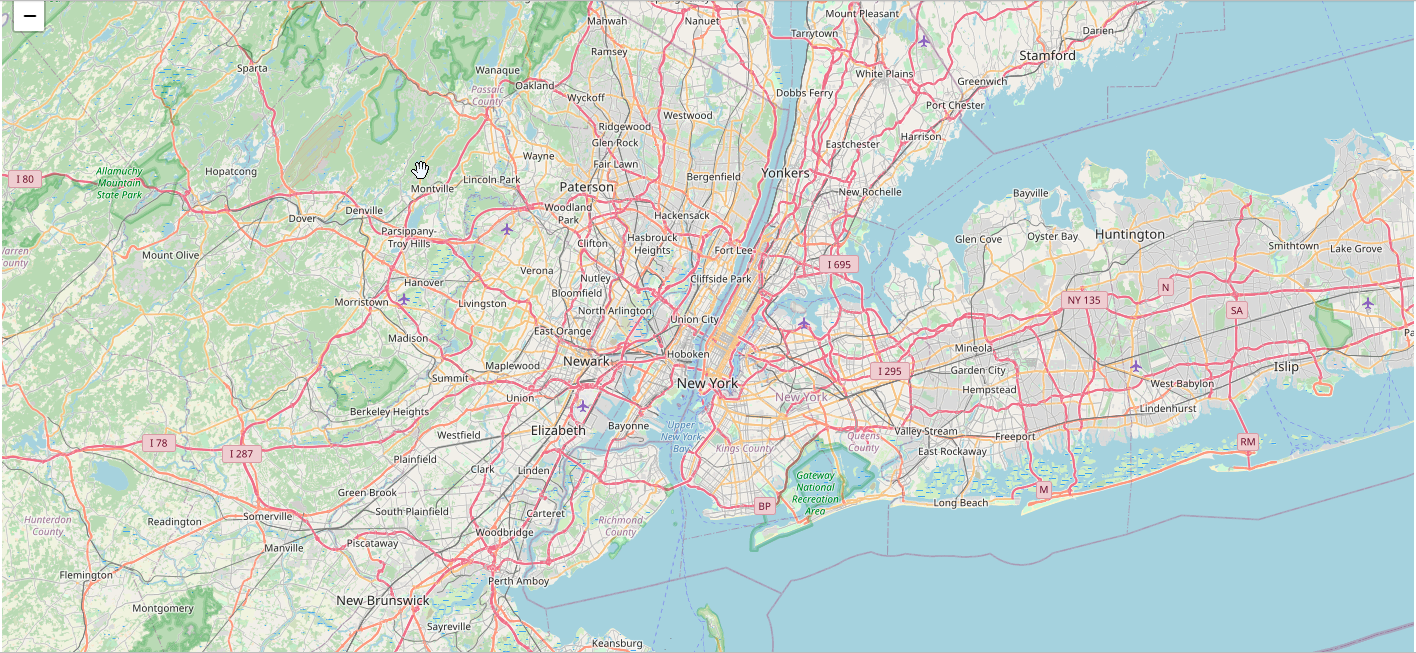 −
Mahwah
Nanuet
Mount Pleasant
Tarrytown
Darien
Stamford
Ramsey
Sparta
Wanaque
Oakland
White Plains
Greenwich
Passaic
County
Wyckoff
Dobbs Ferry
Port Chester
Westwood
Ridgewood
Harrison
Glen Rock
Eastchester
Wayne
Fair Lawn
Hopatcong
Allamuchy
Mountain
State Park
I 80
Lincoln Park
Montville
Paterson
Bergenfield
Yonkers
New Rochelle
Bayville
Dover
Denville
Woodland
Park
Hackensack
Parsippany-
Troy Hills
Clifton
Hasbrouck
Heights
Fort Lee
Glen Cove
Oyster Bay
Huntington
Smithtown
Lake Grove
Mount Olive
Verona
I 695
Hanover
Nutley
Cliffside Park
Bloomfield
N
Morristown
Livingston
North Arlington
NY 135
SA
Union City
East Orange
Madison
Hoboken
Mineola
Newark
Maplewood
Summit
New York
I 295
Garden City
Islip
Hempstead
West Babylon
Union
New York
Berkeley Heights
Lindenhurst
Bayonne
Elizabeth
Upper
New York
Bay
Westfield
Valley Stream
Freeport
I 78
I 287
Kings County
Queens
County
East Rockaway
RM
Plainfield
Clark
Linden
Gateway
National
Recreation
Area
M
Green Brook
Long Beach
BP
South Plainfield
Carteret
Hunterdon
County
Readington
Somerville
Richmond
County
Woodbridge
Manville
Piscataway
Flemington
Perth Amboy
New Brunswick
Montgomery
Sayreville
Keansburg